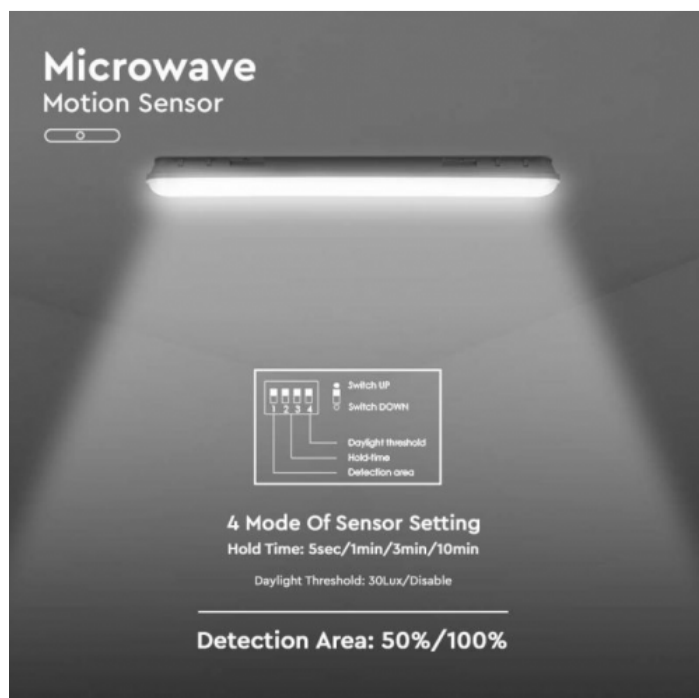 Microwave
Motion Sensor
Switch UP
Switch DOWN
1 2 3 4
Daylight threshold
Hold-time
Detection area
4 Mode Of Sensor Setting
Hold Time: 5sec/1min/3min/10min
Daylight Threshold: 30Lux/Disable
Detection Area: 50%/100%